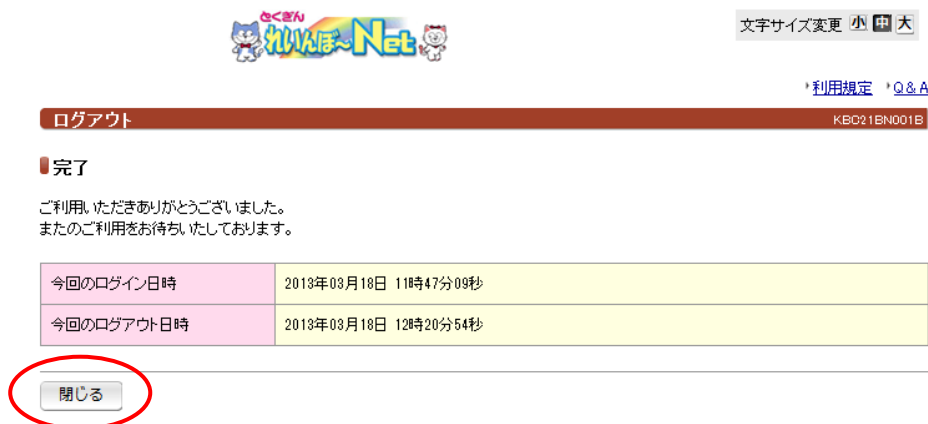 とくぎん
れいんぼ～Net
文字サイズ変更 小 中 大
利用規定 Q&A
ログアウト KBC21BN001B
完了
ご利用いただきありがとうございました。
またのご利用をお待ちいたしております。
今回のログイン日時 2013年03月18日 11時47分09秒
今回のログアウト日時 2013年03月18日 12時20分54秒
閉じる